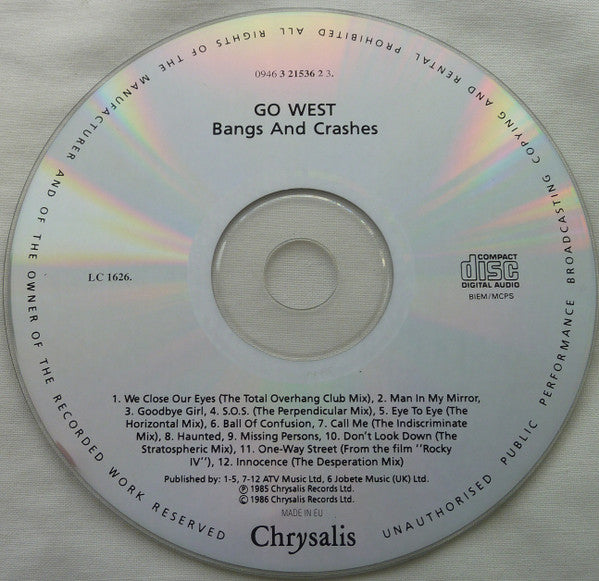 ALL RIGHTS OF THE MANUFACTURER AND OF THE OWNER OF THE RECORDED WORK RESERVED
UNAUTHORISED PUBLIC PERFORMANCE BROADCASTING COPYING AND RENTAL PROHIBITED
0946 3 21536 2 3.
GO WEST
Bangs And Crashes
LC 1626.
COMPACT
disc
DIGITAL AUDIO
BIEM/MCPS
1. We Close Our Eyes (The Total Overhang Club Mix), 2. Man In My Mirror,
3. Goodbye Girl, 4. S.O.S. (The Perpendicular Mix), 5. Eye To Eye (The
Horizontal Mix), 6. Ball Of Confusion, 7. Call Me (The Indiscriminate
Mix), 8. Haunted, 9. Missing Persons, 10. Don't Look Down (The
Stratospheric Mix), 11. One-Way Street (From the film ''Rocky
IV''), 12. Innocence (The Desperation Mix)
Published by: 1-5, 7-12 ATV Music Ltd, 6 Jobete Music (UK) Ltd.
Ⓟ 1985 Chrysalis Records Ltd.
© 1986 Chrysalis Records Ltd.
MADE IN EU
Chrysalis